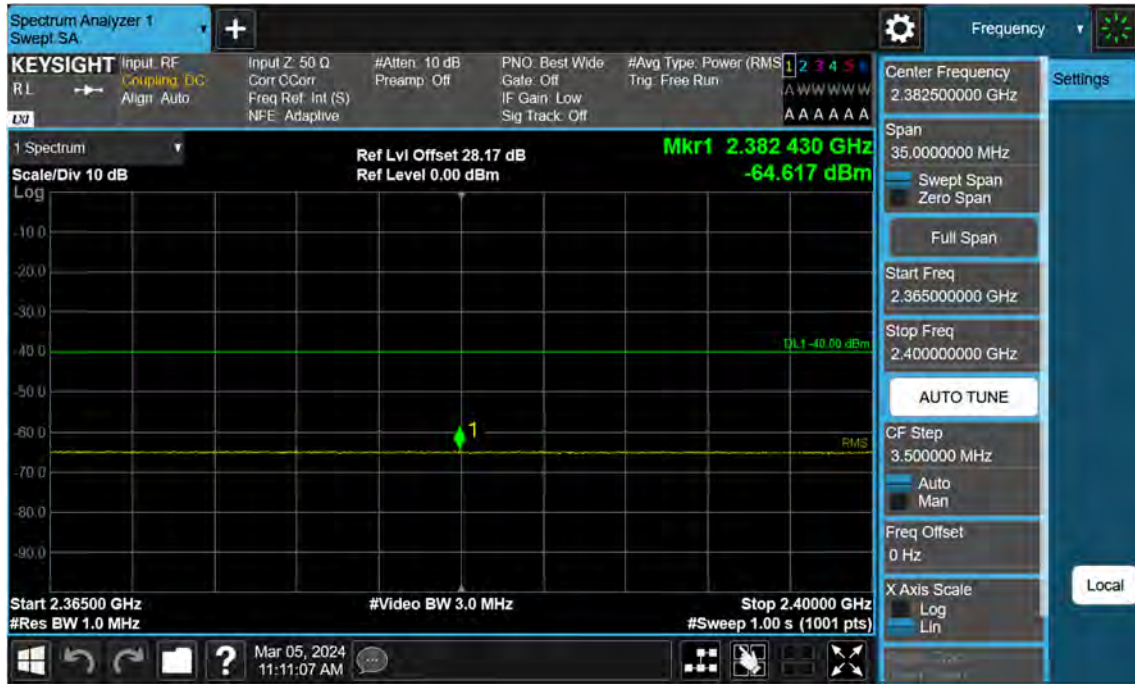 Spectrum Analyzer 1
Swept SA
+
Frequency
KEYSIGHT
RL
LXI
Input: RF
Coupling: DC
Align: Auto
Input Z: 50 Ω
Corr CCorr
Freq Ref: Int (S)
NFE: Adaptive
#Atten: 10 dB
Preamp: Off
PNO: Best Wide
Gate: Off
IF Gain: Low
Sig Track: Off
#Avg Type: Power (RMS
Trig: Free Run
1 2 3 4 5 6
A W W W W W
A A A A A A
1 Spectrum
Scale/Div 10 dB
Log
Ref Lvl Offset 28.17 dB
Ref Level 0.00 dBm
Mkr1 2.382 430 GHz
-64.617 dBm
-10.0
-20.0
-30.0
-40.0
DL1 -40.00 dBm
-50.0
-60.0
1
RMS
-70.0
-80.0
-90.0
Start 2.36500 GHz
#Res BW 1.0 MHz
#Video BW 3.0 MHz
Stop 2.40000 GHz
#Sweep 1.00 s (1001 pts)
?
Mar 05, 2024
11:11:07 AM
Center Frequency
2.382500000 GHz
Span
35.0000000 MHz
Swept Span
Zero Span
Full Span
Start Freq
2.365000000 GHz
Stop Freq
2.400000000 GHz
AUTO TUNE
CF Step
3.500000 MHz
Auto
Man
Freq Offset
0 Hz
X Axis Scale
Log
Lin
Settings
Local